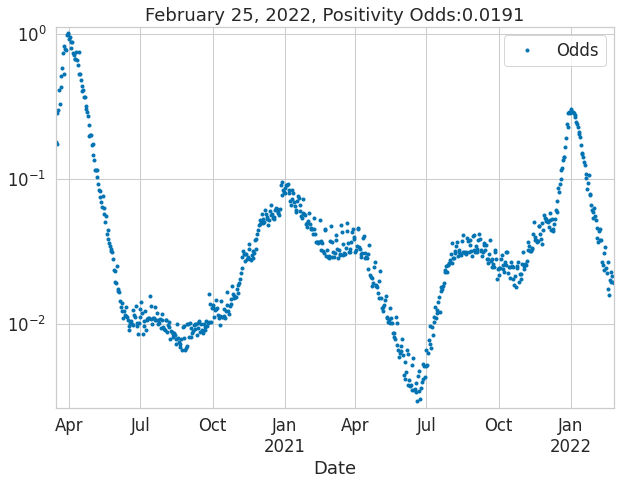 February 25, 2022, Positivity Odds:0.0191
Odds
10⁰
10⁻¹
10⁻²
Apr Jul Oct Jan Apr Jul Oct Jan
2021 2022
Date